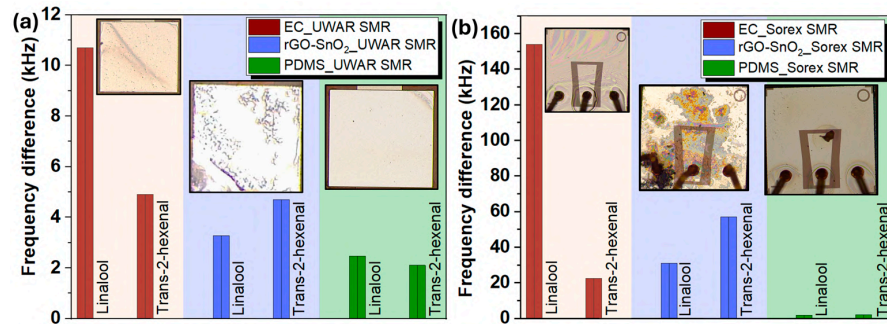 (a)
EC_UWAR SMR
rGO-SnO₂_UWAR SMR
PDMS_UWAR SMR
Frequency difference (kHz)
12
10
8
6
4
2
0
Linalool
Trans-2-hexenal
Linalool
Trans-2-hexenal
Linalool
Trans-2-hexenal
(b)
EC_Sorex SMR
rGO-SnO₂_Sorex SMR
PDMS_Sorex SMR
Frequency difference (kHz)
160
140
120
100
80
60
40
20
0
Linalool
Trans-2-hexenal
Linalool
Trans-2-hexenal
Linalool
Trans-2-hexenal